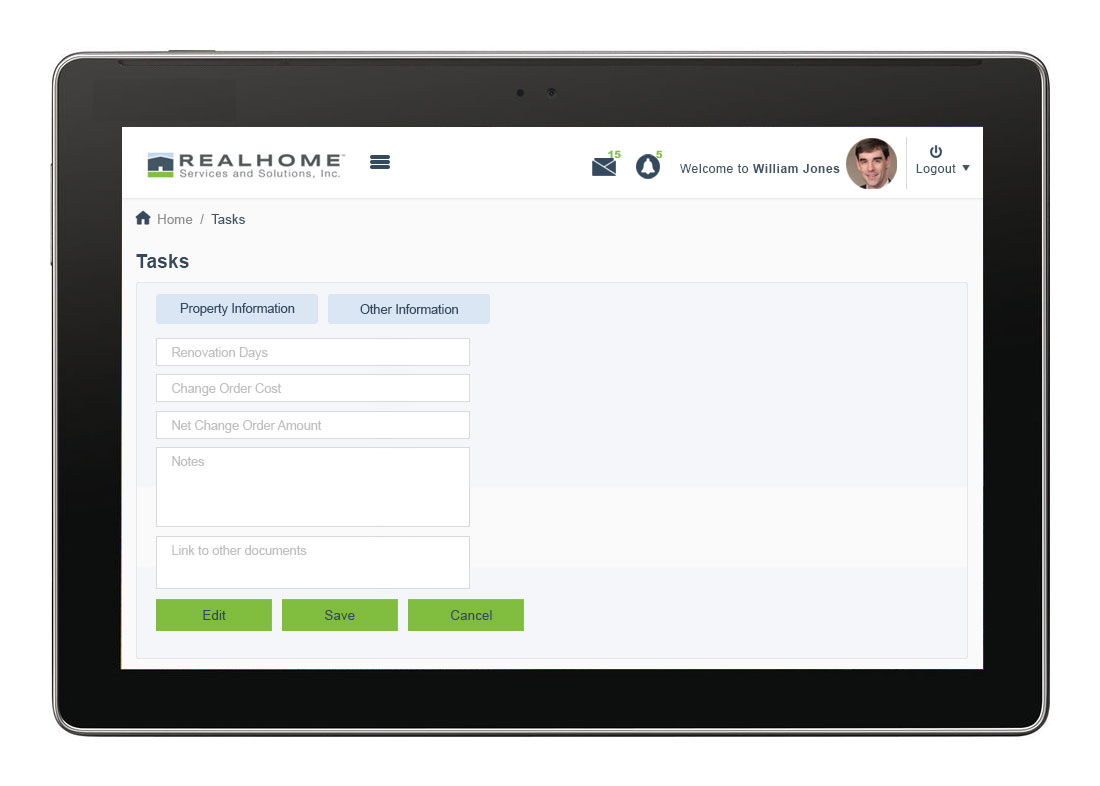 REALHOME™
Services and Solutions, Inc.
15
5
Welcome to William Jones
Logout
Home / Tasks
Tasks
Property Information
Other Information
Renovation Days
Change Order Cost
Net Change Order Amount
Notes
Link to other documents
Edit
Save
Cancel